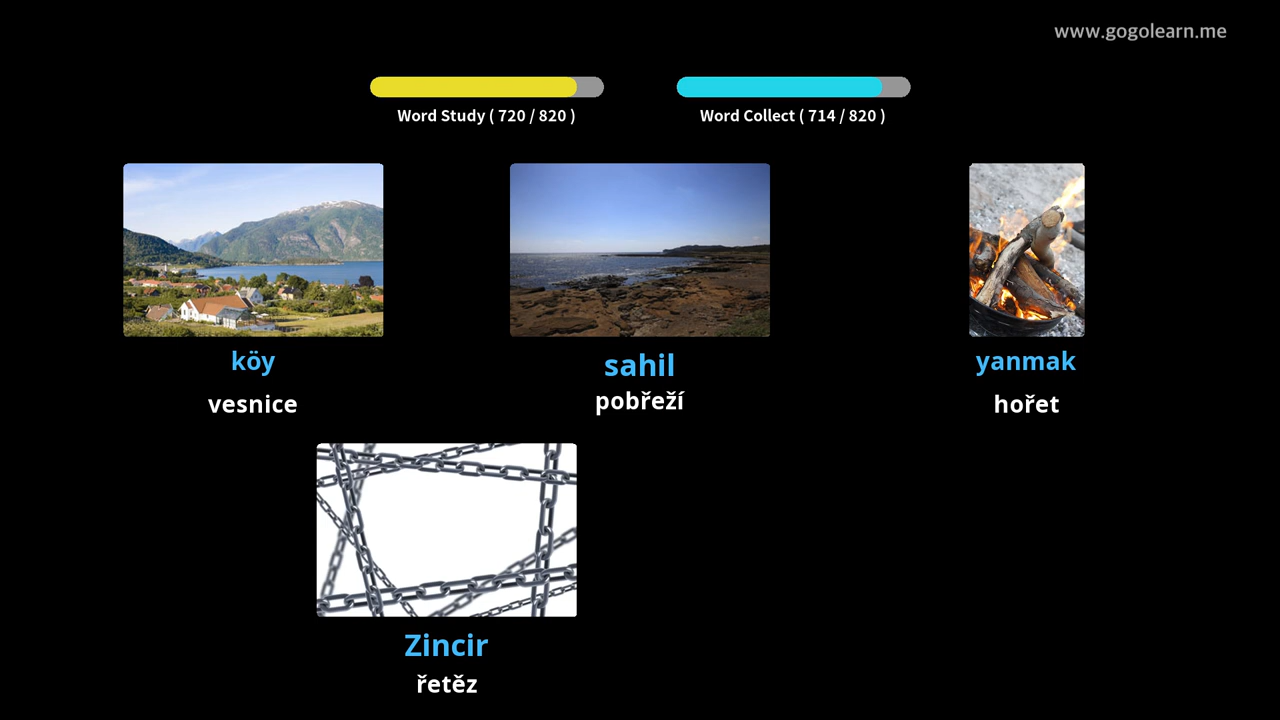 www.gogolearn.me
Word Study ( 720 / 820 )
Word Collect ( 714 / 820 )
köy
vesnice
sahil
pobřeží
yanmak
hořet
Zincir
řetěz